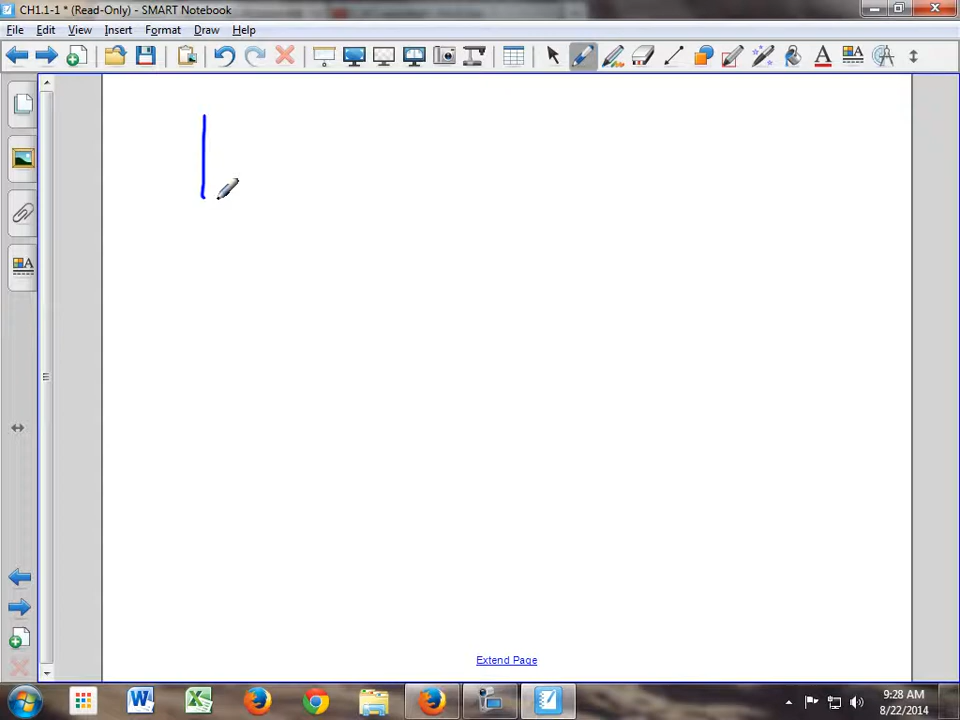 CH1.1-1 * (Read-Only) - SMART Notebook
File Edit View Insert Format Draw Help
Extend Page
9:28 AM
8/22/2014